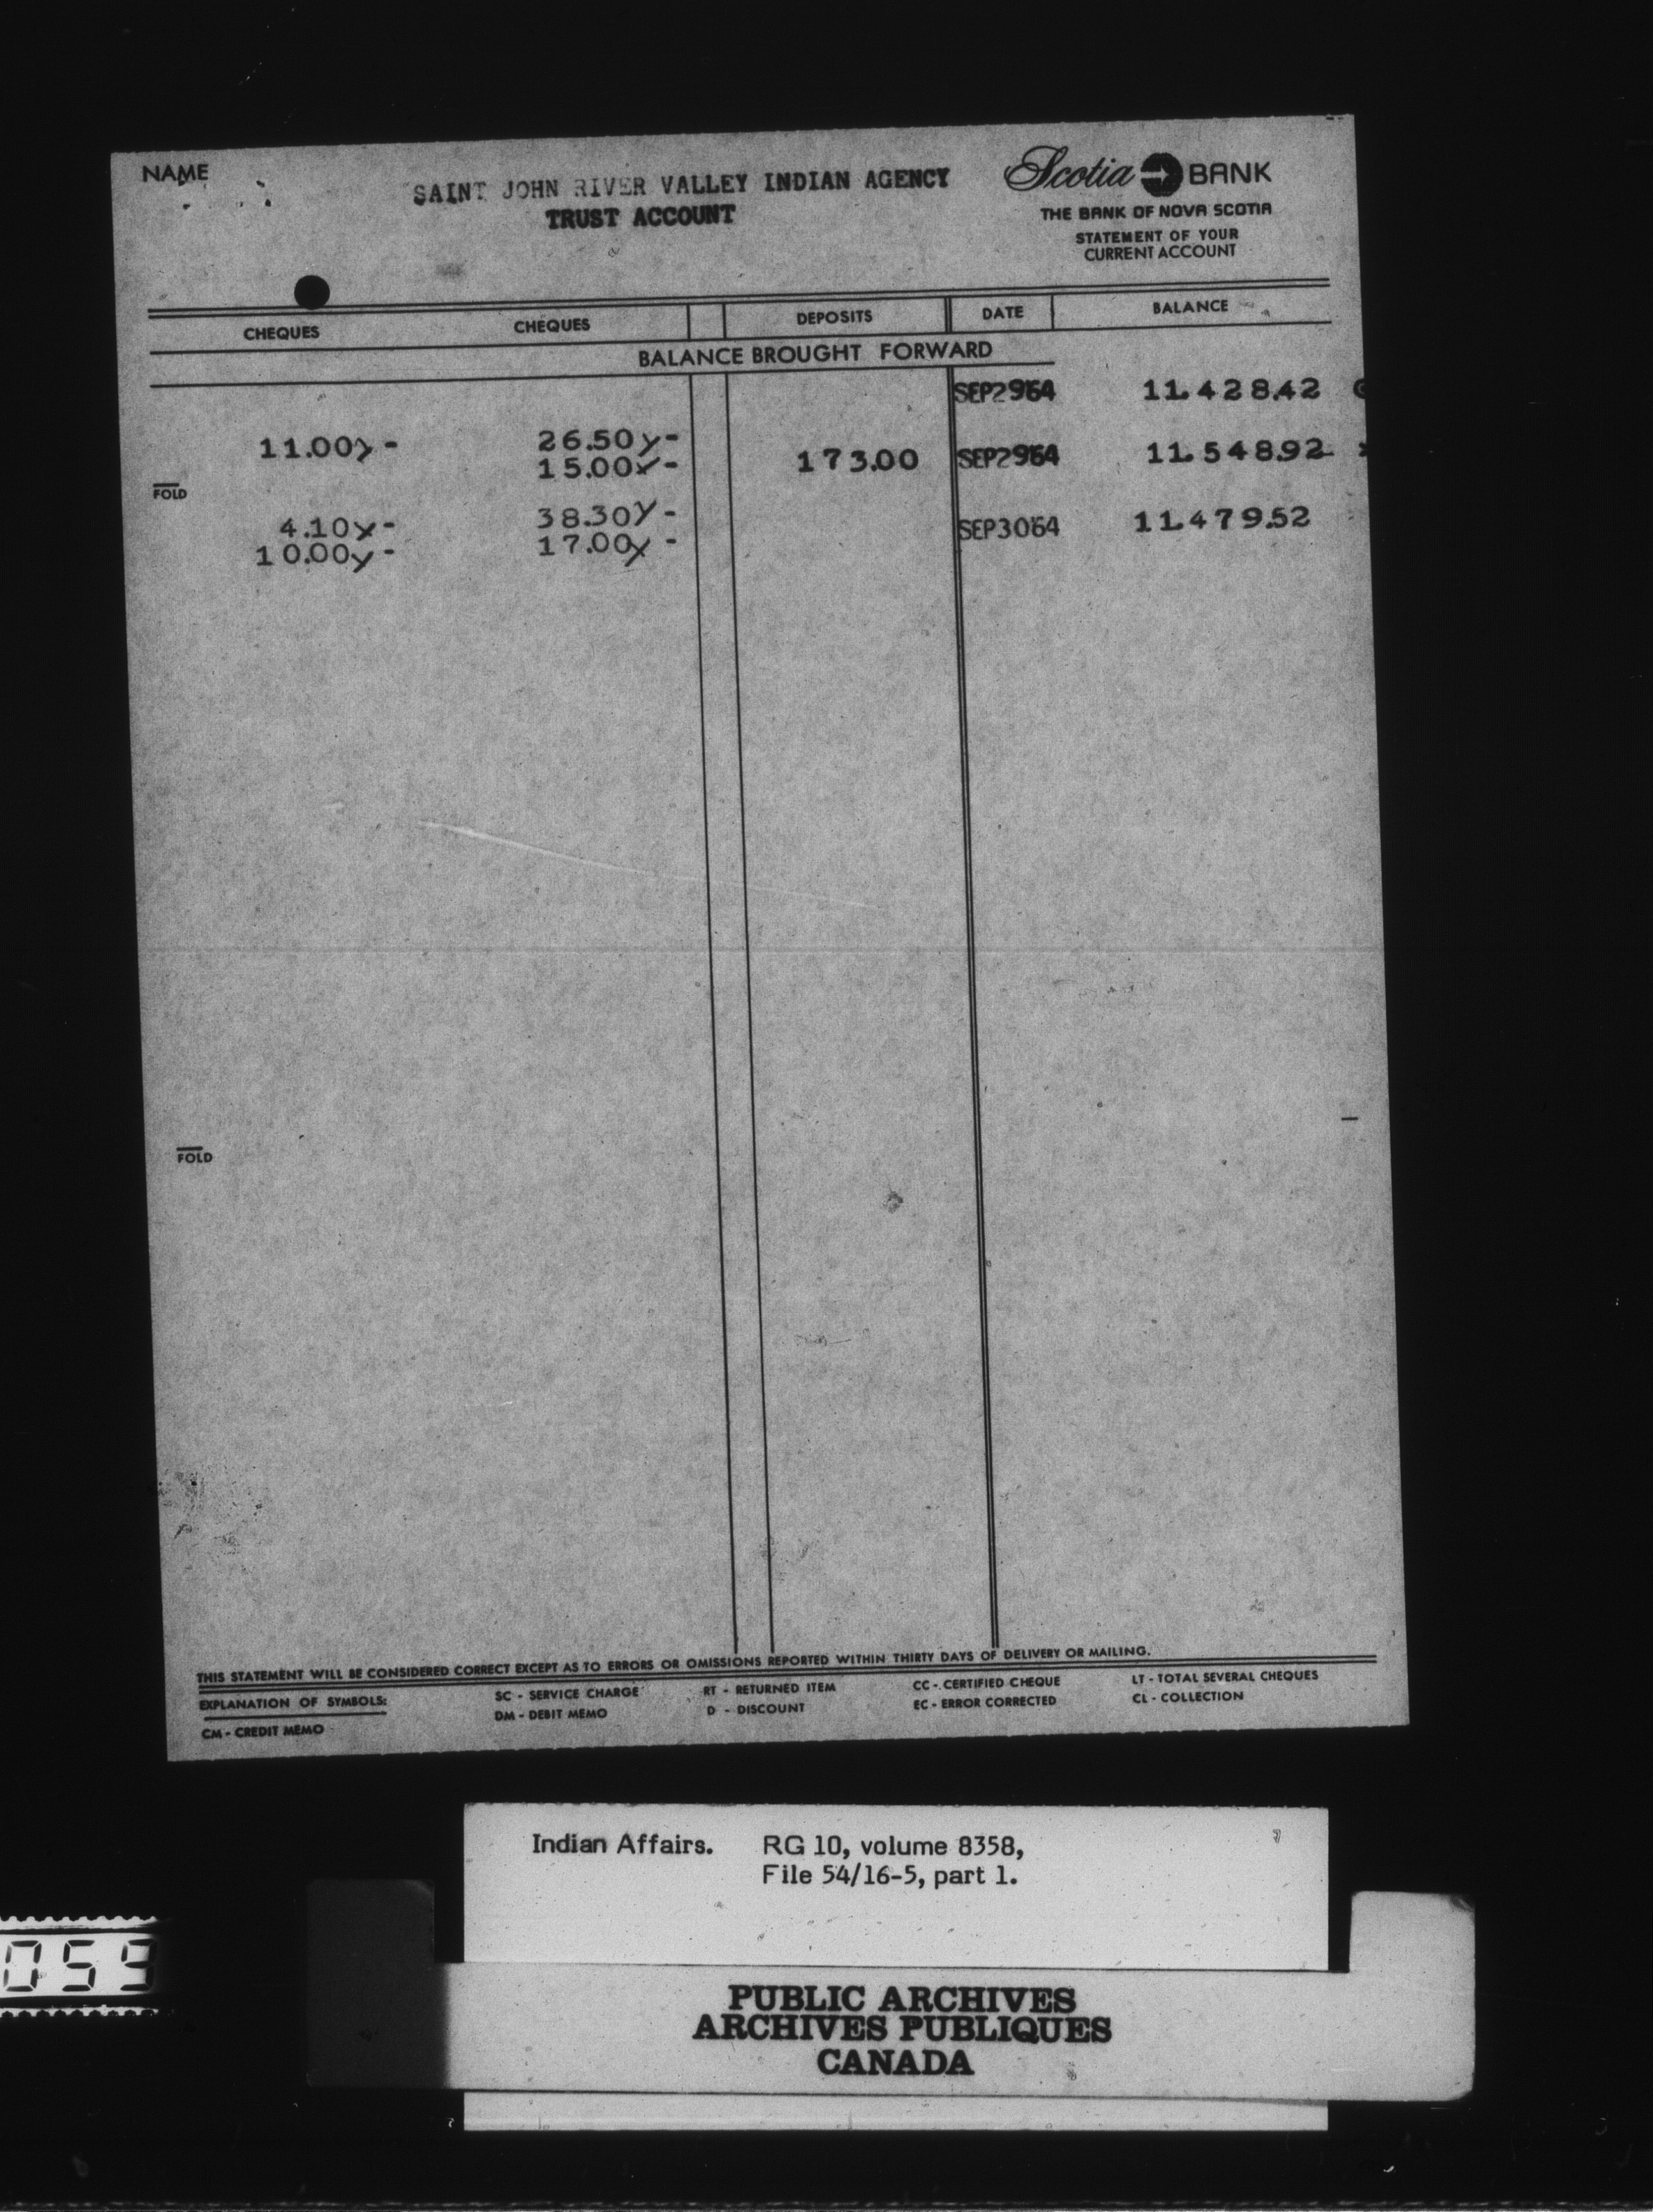 NAME
SAINT JOHN RIVER VALLEY INDIAN AGENCY
TRUST ACCOUNT
Scotia BANK
THE BANK OF NOVA SCOTIA
STATEMENT OF YOUR
CURRENT ACCOUNT
CHEQUES CHEQUES DEPOSITS DATE BALANCE
BALANCE BROUGHT FORWARD
SEP2964 11,428.42
11.00 - 26.50 -
15.00 - 173.00 SEP2964 11,548.92
FOLD
4.10 - 38.30 - SEP3064 11,479.52
10.00 - 17.00 -
FOLD
THIS STATEMENT WILL BE CONSIDERED CORRECT EXCEPT AS TO ERRORS OR OMISSIONS REPORTED WITHIN THIRTY DAYS OF DELIVERY OR MAILING.
EXPLANATION OF SYMBOLS: SC - SERVICE CHARGE RT - RETURNED ITEM CC - CERTIFIED CHEQUE LT - TOTAL SEVERAL CHEQUES
CM - CREDIT MEMO DM - DEBIT MEMO D - DISCOUNT EC - ERROR CORRECTED CL - COLLECTION
Indian Affairs. RG 10, volume 8358,
File 54/16-5, part 1.
059
PUBLIC ARCHIVES
ARCHIVES PUBLIQUES
CANADA